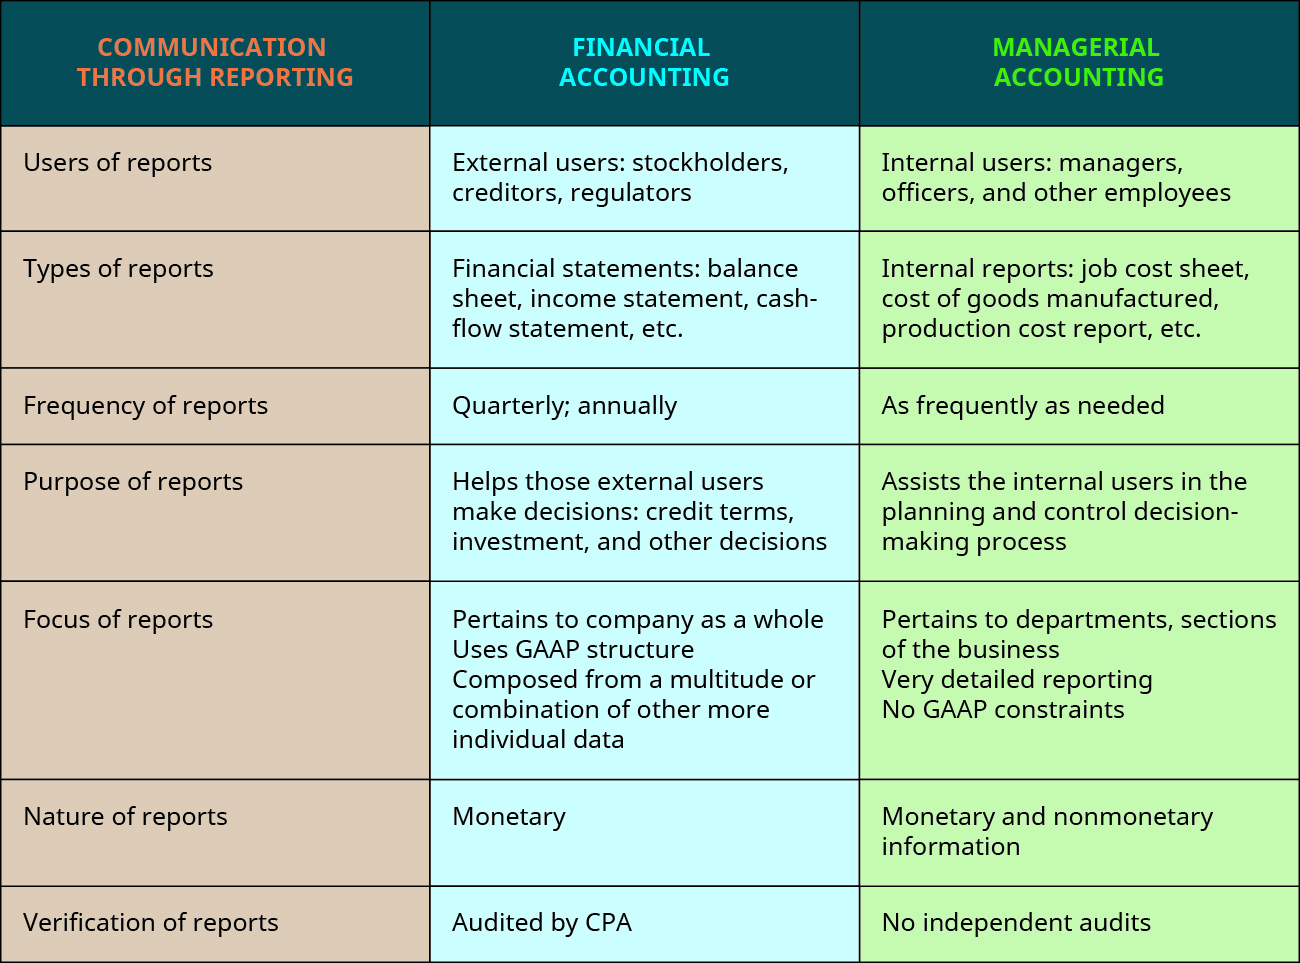 COMMUNICATION
THROUGH REPORTING
FINANCIAL
ACCOUNTING
MANAGERIAL
ACCOUNTING
Users of reports
External users: stockholders,
creditors, regulators
Internal users: managers,
officers, and other employees
Types of reports
Financial statements: balance
sheet, income statement, cash-
flow statement, etc.
Internal reports: job cost sheet,
cost of goods manufactured,
production cost report, etc.
Frequency of reports
Quarterly; annually
As frequently as needed
Purpose of reports
Helps those external users
make decisions: credit terms,
investment, and other decisions
Assists the internal users in the
planning and control decision-
making process
Focus of reports
Pertains to company as a whole
Uses GAAP structure
Composed from a multitude or
combination of other more
individual data
Pertains to departments, sections
of the business
Very detailed reporting
No GAAP constraints
Nature of reports
Monetary
Monetary and nonmonetary
information
Verification of reports
Audited by CPA
No independent audits